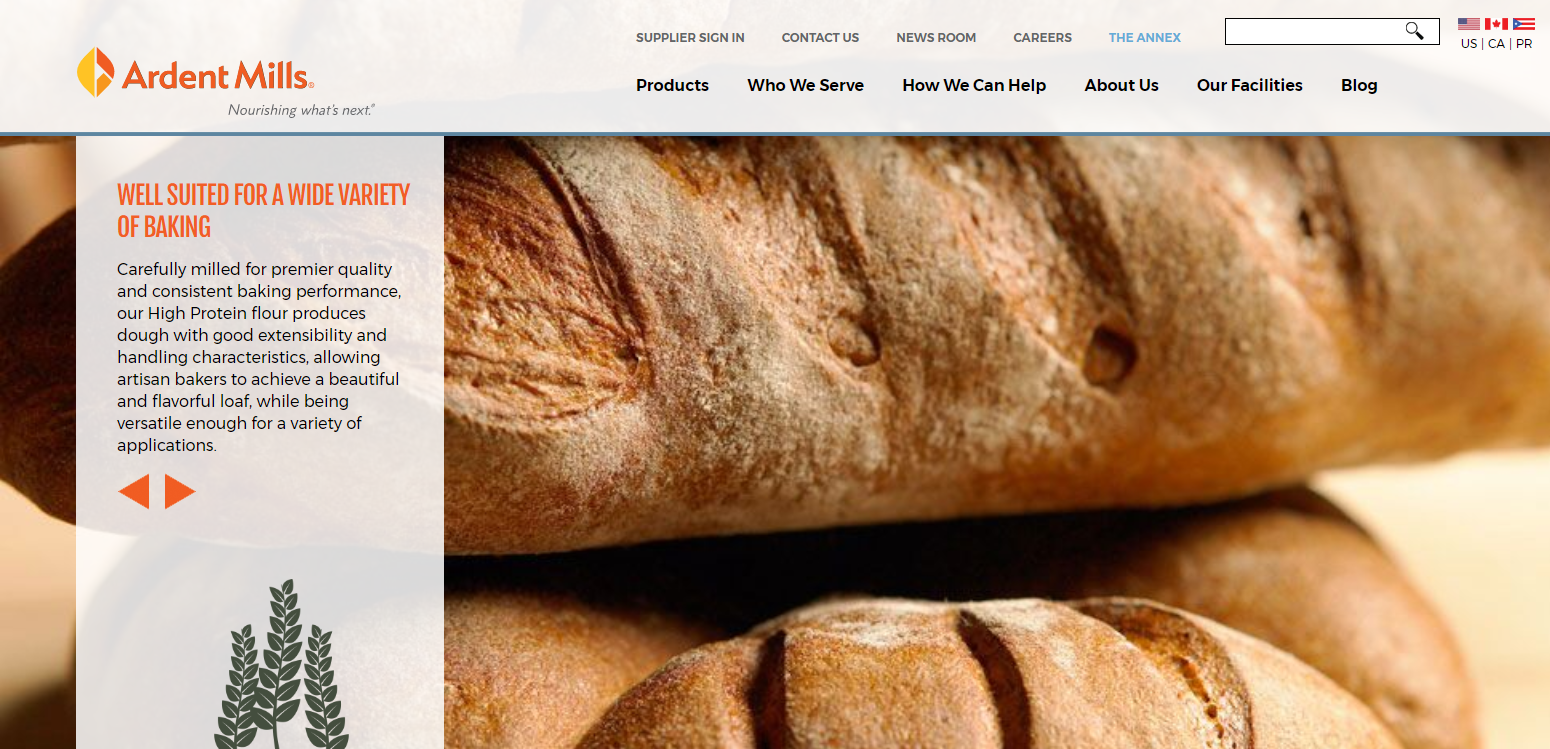 SUPPLIER SIGN IN CONTACT US NEWS ROOM CAREERS THE ANNEX
US | CA | PR
Ardent Mills®
Nourishing what's next.®
Products Who We Serve How We Can Help About Us Our Facilities Blog
WELL SUITED FOR A WIDE VARIETY
OF BAKING
Carefully milled for premier quality
and consistent baking performance,
our High Protein flour produces
dough with good extensibility and
handling characteristics, allowing
artisan bakers to achieve a beautiful
and flavorful loaf, while being
versatile enough for a variety of
applications.